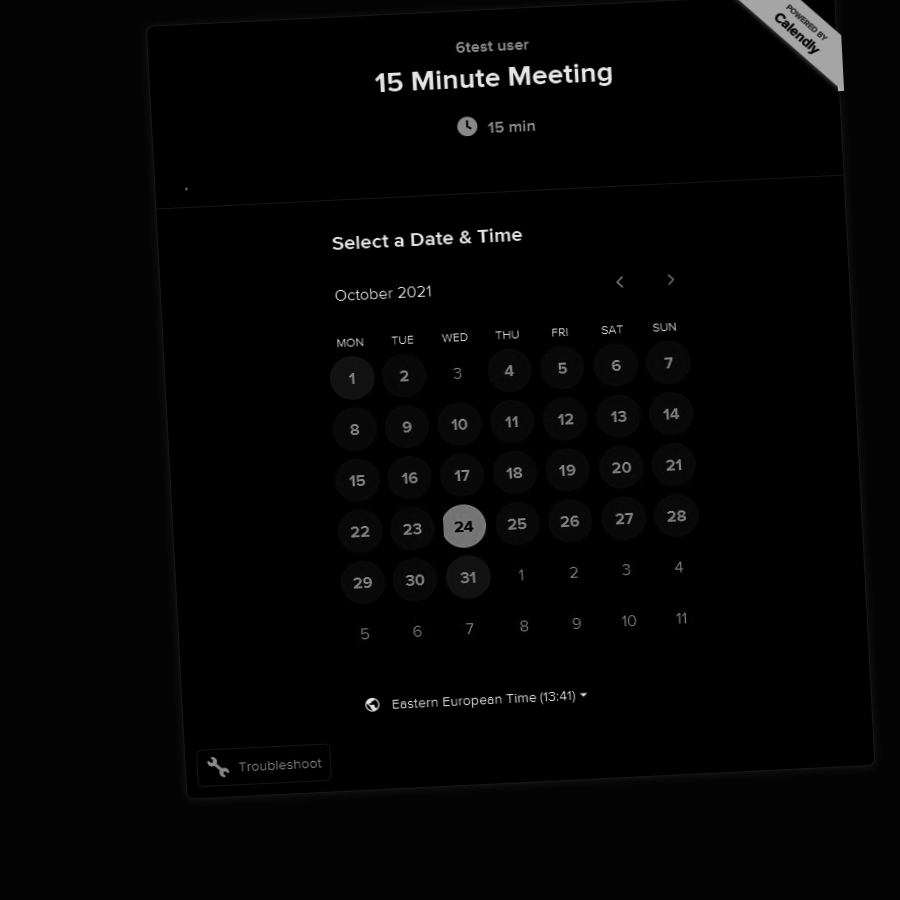 POWERED BY
Calendly
6test user
15 Minute Meeting
15 min
.
Select a Date & Time
October 2021
MON TUE WED THU FRI SAT SUN
1 2 3 4 5 6 7
8 9 10 11 12 13 14
15 16 17 18 19 20 21
22 23 24 25 26 27 28
29 30 31 1 2 3 4
5 6 7 8 9 10 11
Eastern European Time (13:41)
Troubleshoot